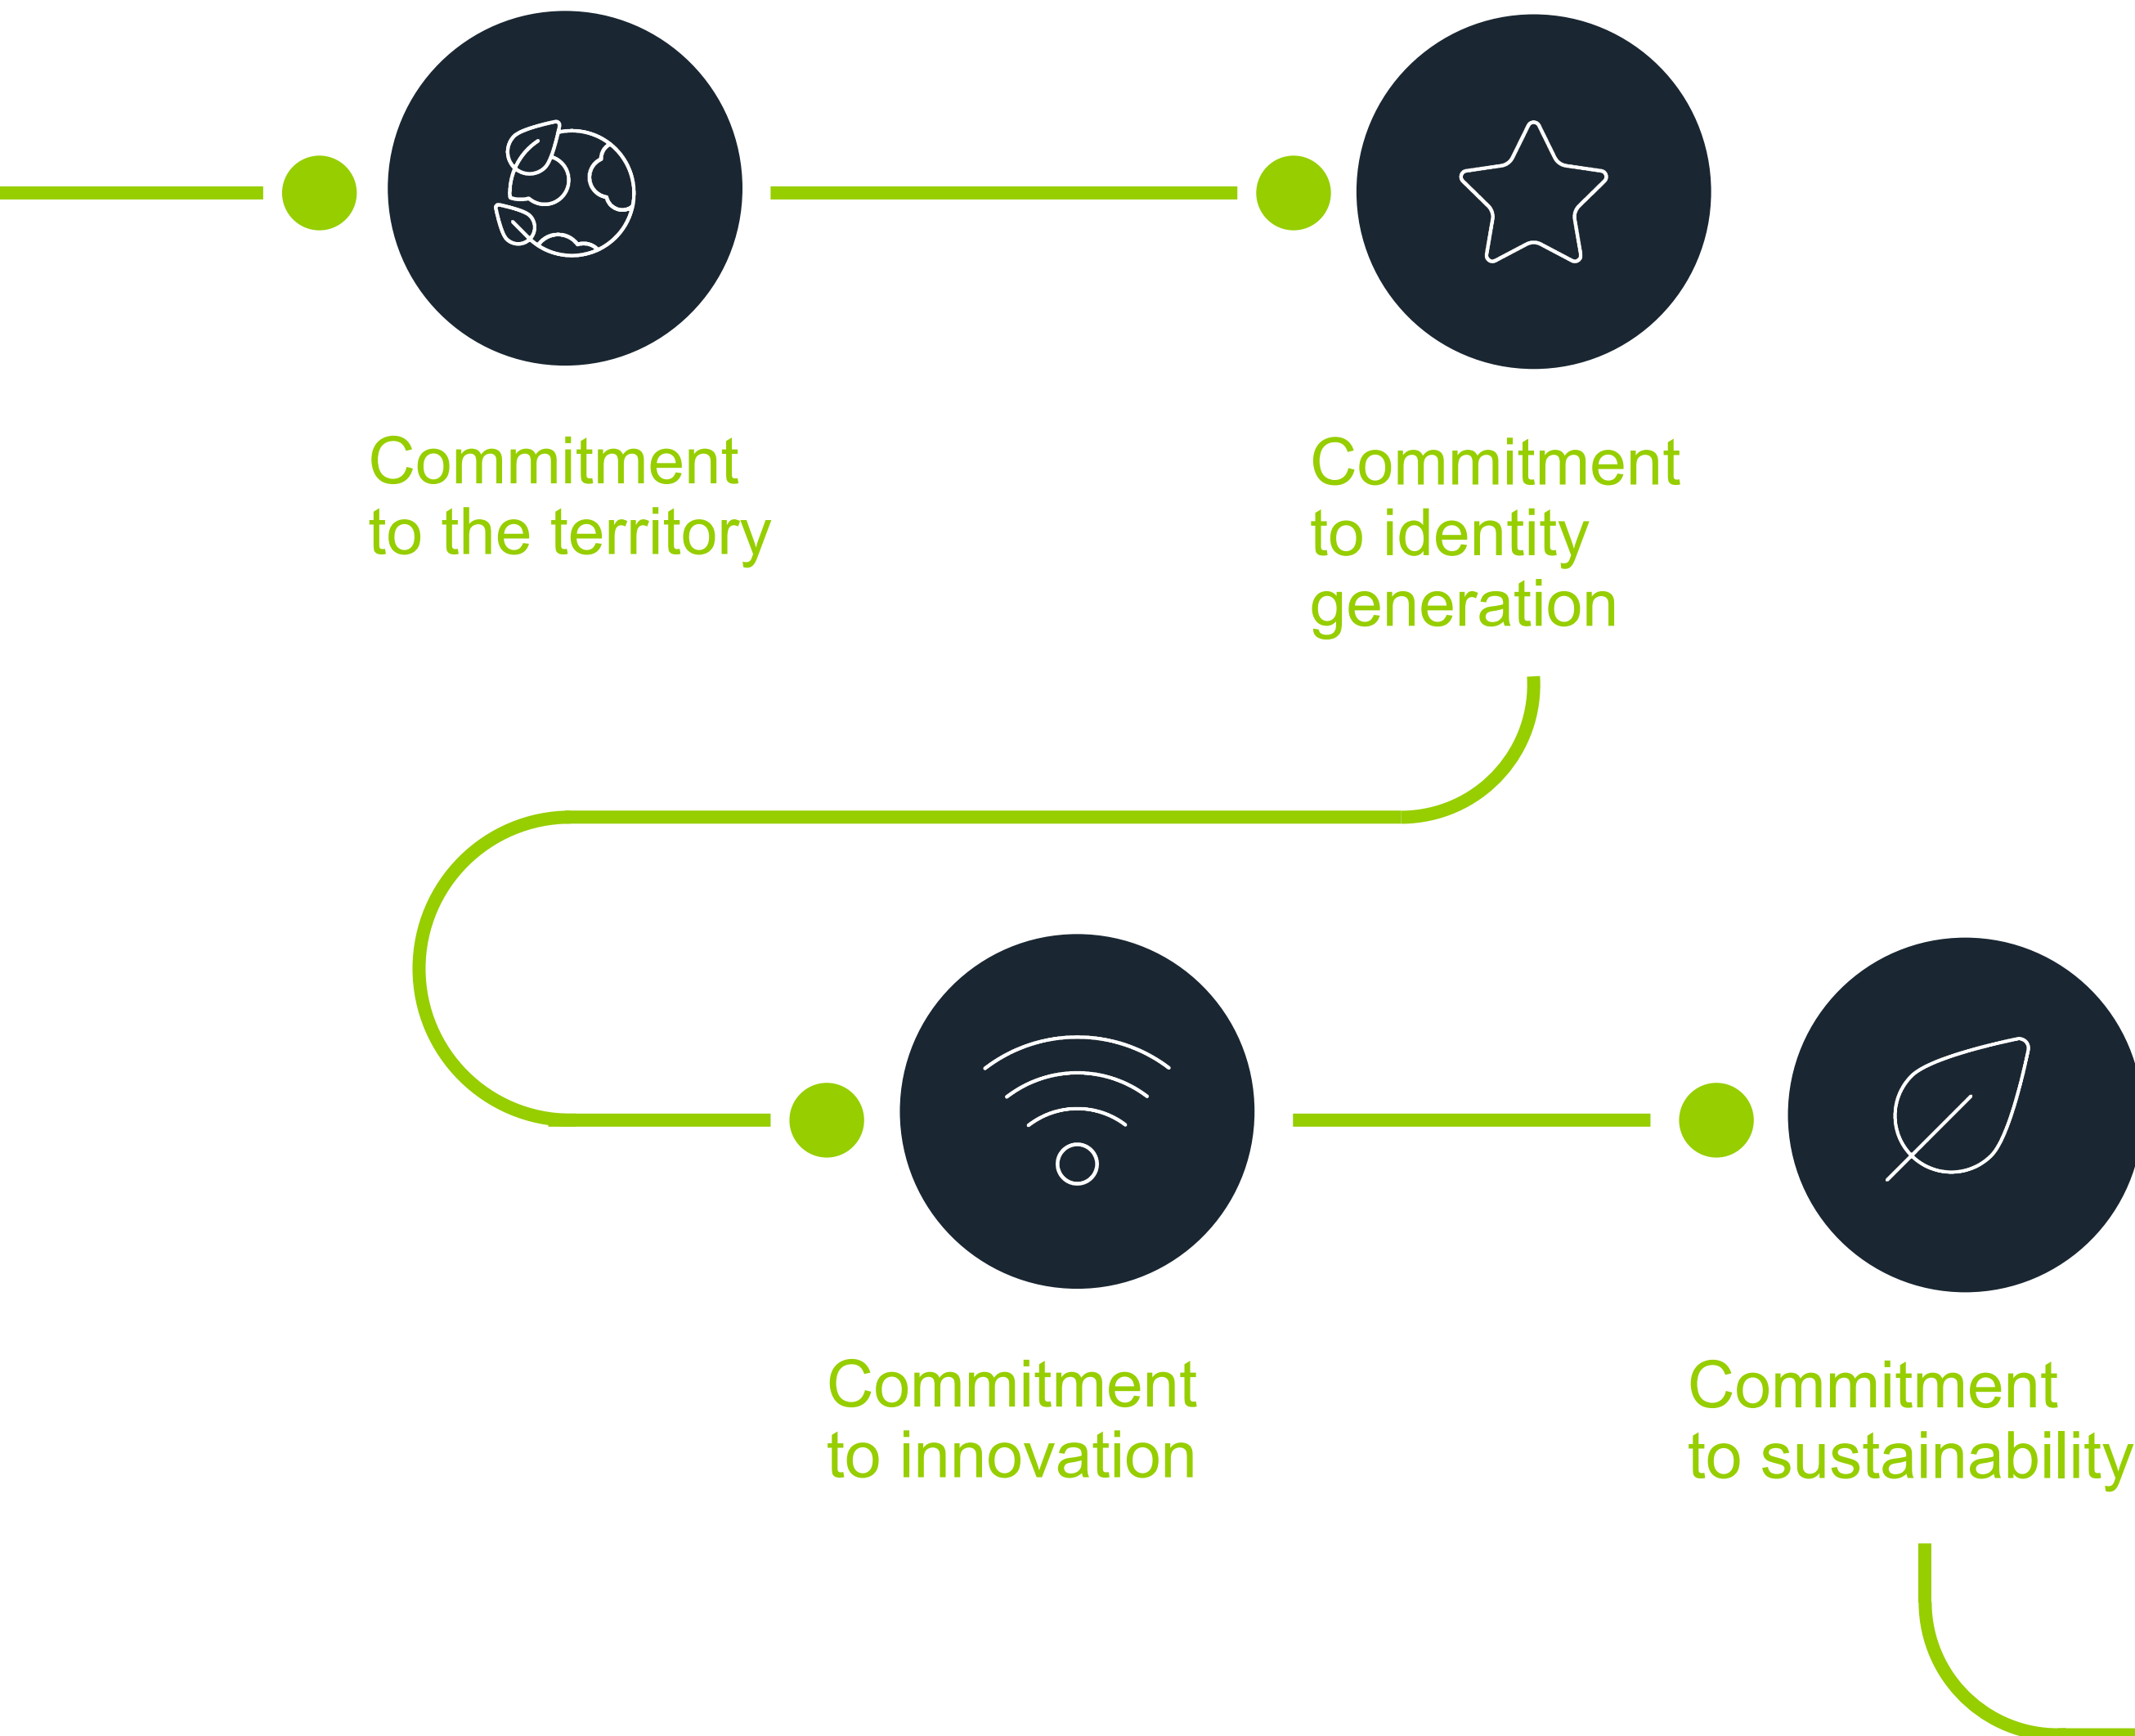 Commitment
to the territory
Commitment
to identity
generation
Commitment
to innovation
Commitment
to sustainability